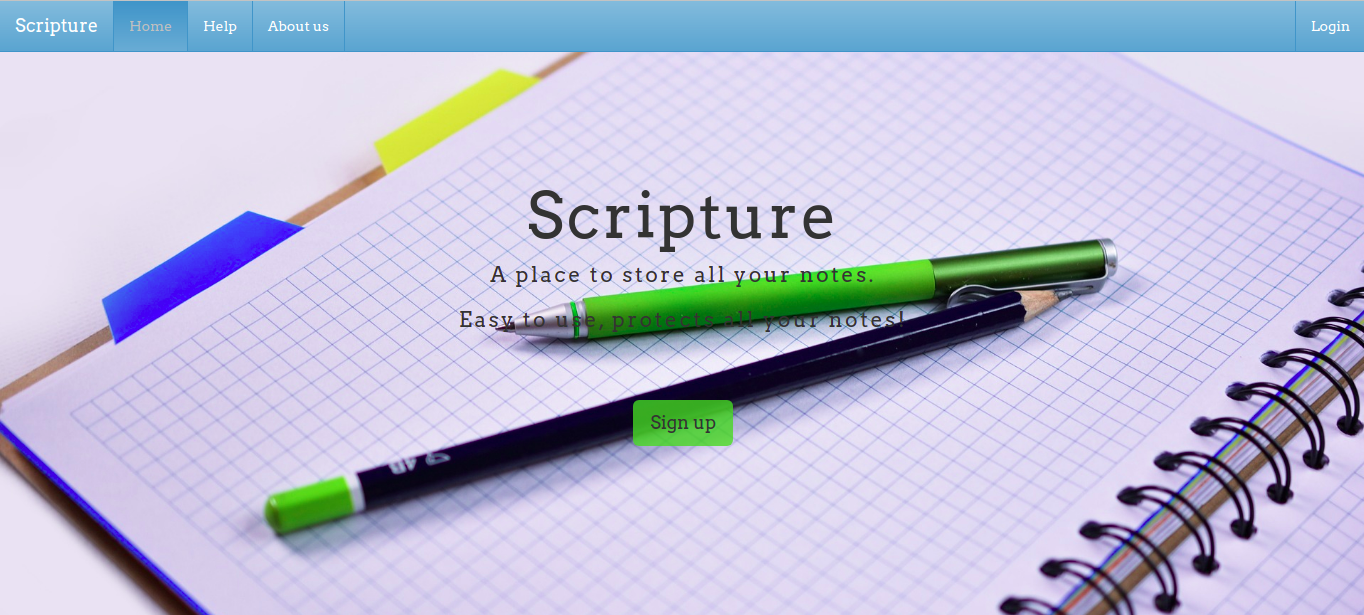 Scripture Home Help About us Login
Scripture
A place to store all your notes.
Easy to use, protects all your notes!
Sign up
4B